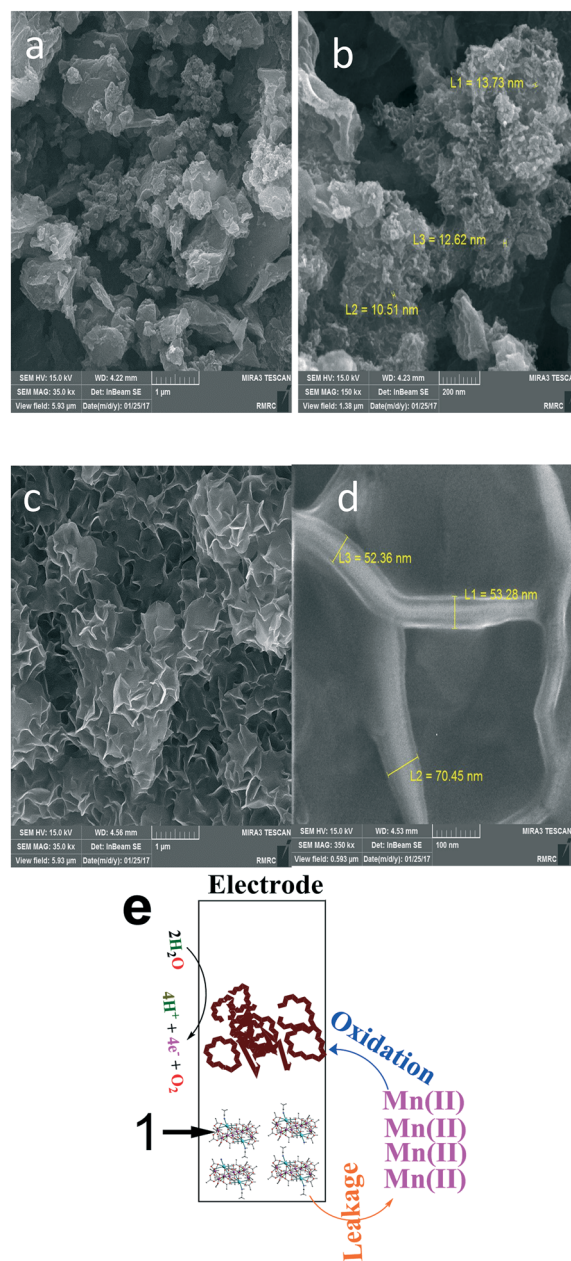 a
b
L1 = 13.73 nm
L3 = 12.62 nm
L2 = 10.51 nm
SEM HV: 15.0 kV WD: 4.22 mm MIRA3 TESCAN
SEM MAG: 35.0 kx Det: InBeam SE 1 µm
View field: 5.93 µm Date(m/d/y): 01/25/17 RMRC
SEM HV: 15.0 kV WD: 4.23 mm MIRA3 TESCAN
SEM MAG: 150 kx Det: InBeam SE 200 nm
View field: 1.38 µm Date(m/d/y): 01/25/17 RMRC
c
d
L3 = 52.36 nm
L1 = 53.28 nm
L2 = 70.45 nm
SEM HV: 15.0 kV WD: 4.56 mm MIRA3 TESCAN
SEM MAG: 35.0 kx Det: InBeam SE 1 µm
View field: 5.93 µm Date(m/d/y): 01/25/17 RMRC
SEM HV: 15.0 kV WD: 4.53 mm MIRA3 TESCAN
SEM MAG: 350 kx Det: InBeam SE 100 nm
View field: 0.593 µm Date(m/d/y): 01/25/17 RMRC
e
Electrode
2H₂O
4H⁺ + 4e⁻ + O₂
Oxidation
Mn(II)
Mn(II)
Mn(II)
Mn(II)
1
Leakage